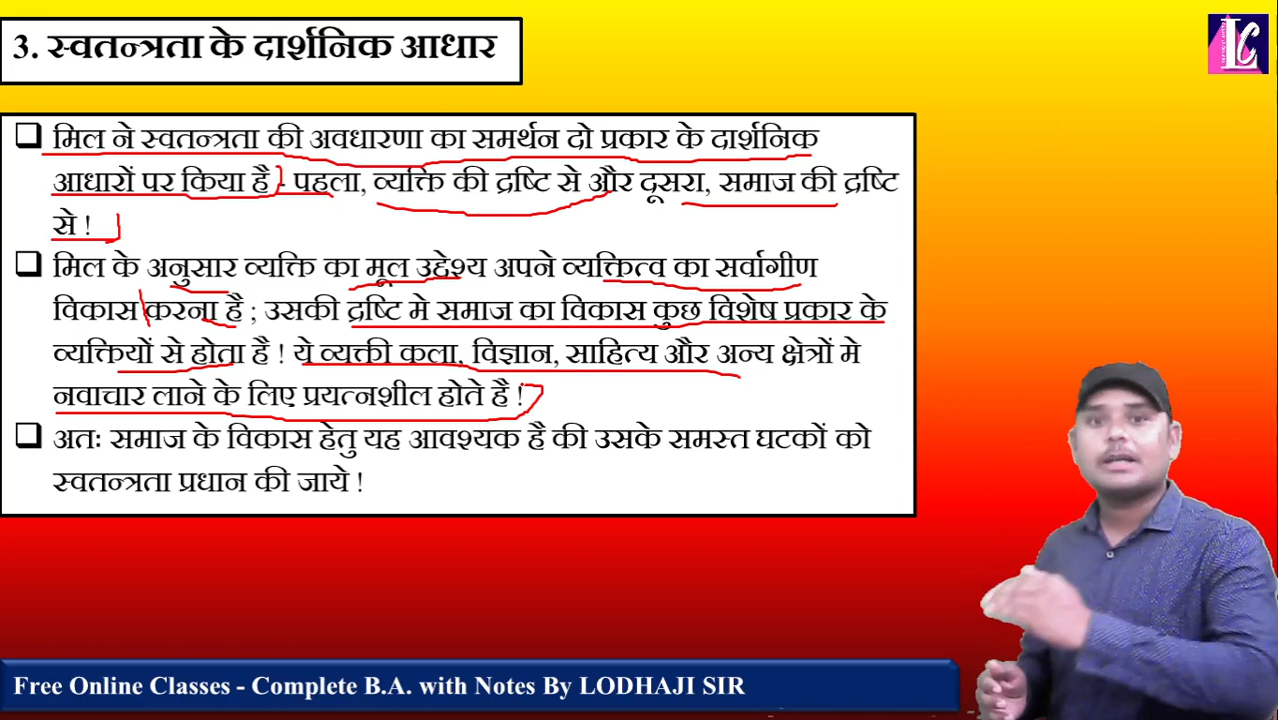 3. स्वतन्त्रता के दार्शनिक आधार
LC
मिल ने स्वतन्त्रता की अवधारणा का समर्थन दो प्रकार के दार्शनिक
आधारों पर किया है - पहला, व्यक्ति की द्रष्टि से और दूसरा, समाज की द्रष्टि
से !
मिल के अनुसार व्यक्ति का मूल उद्देश्य अपने व्यक्तित्व का सर्वागीण
विकास करना है ; उसकी द्रष्टि मे समाज का विकास कुछ विशेष प्रकार के
व्यक्तियों से होता है ! ये व्यक्ती कला, विज्ञान, साहित्य और अन्य क्षेत्रों मे
नवाचार लाने के लिए प्रयत्नशील होते है !
अतः समाज के विकास हेतु यह आवश्यक है की उसके समस्त घटकों को
स्वतन्त्रता प्रधान की जाये !
Free Online Classes - Complete B.A. with Notes By LODHAJI SIR